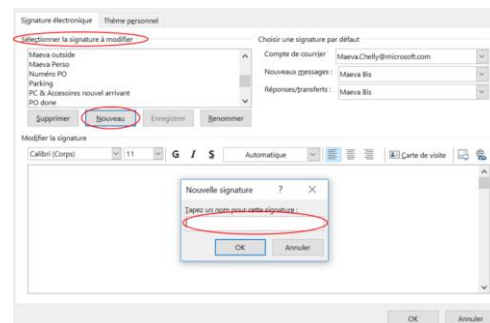 Signature électronique Thème personnel
Sélectionner la signature à modifier
Choisir une signature par défaut
Maeva outside
Maeva Perso
Numéro PO
Parking
PC & Accesoires nouvel arrivant
PO done
Compte de courrier Maeva.Chelly@microsoft.com
Nouveaux messages : Maeva Bis
Réponses/transferts : Maeva Bis
Supprimer Nouveau Enregistrer Renommer
Modifier la signature
Calibri (Corps) 11 G I S Automatique Carte de visite
Nouvelle signature ? ×
Tapez un nom pour cette signature :
OK Annuler
OK Annuler